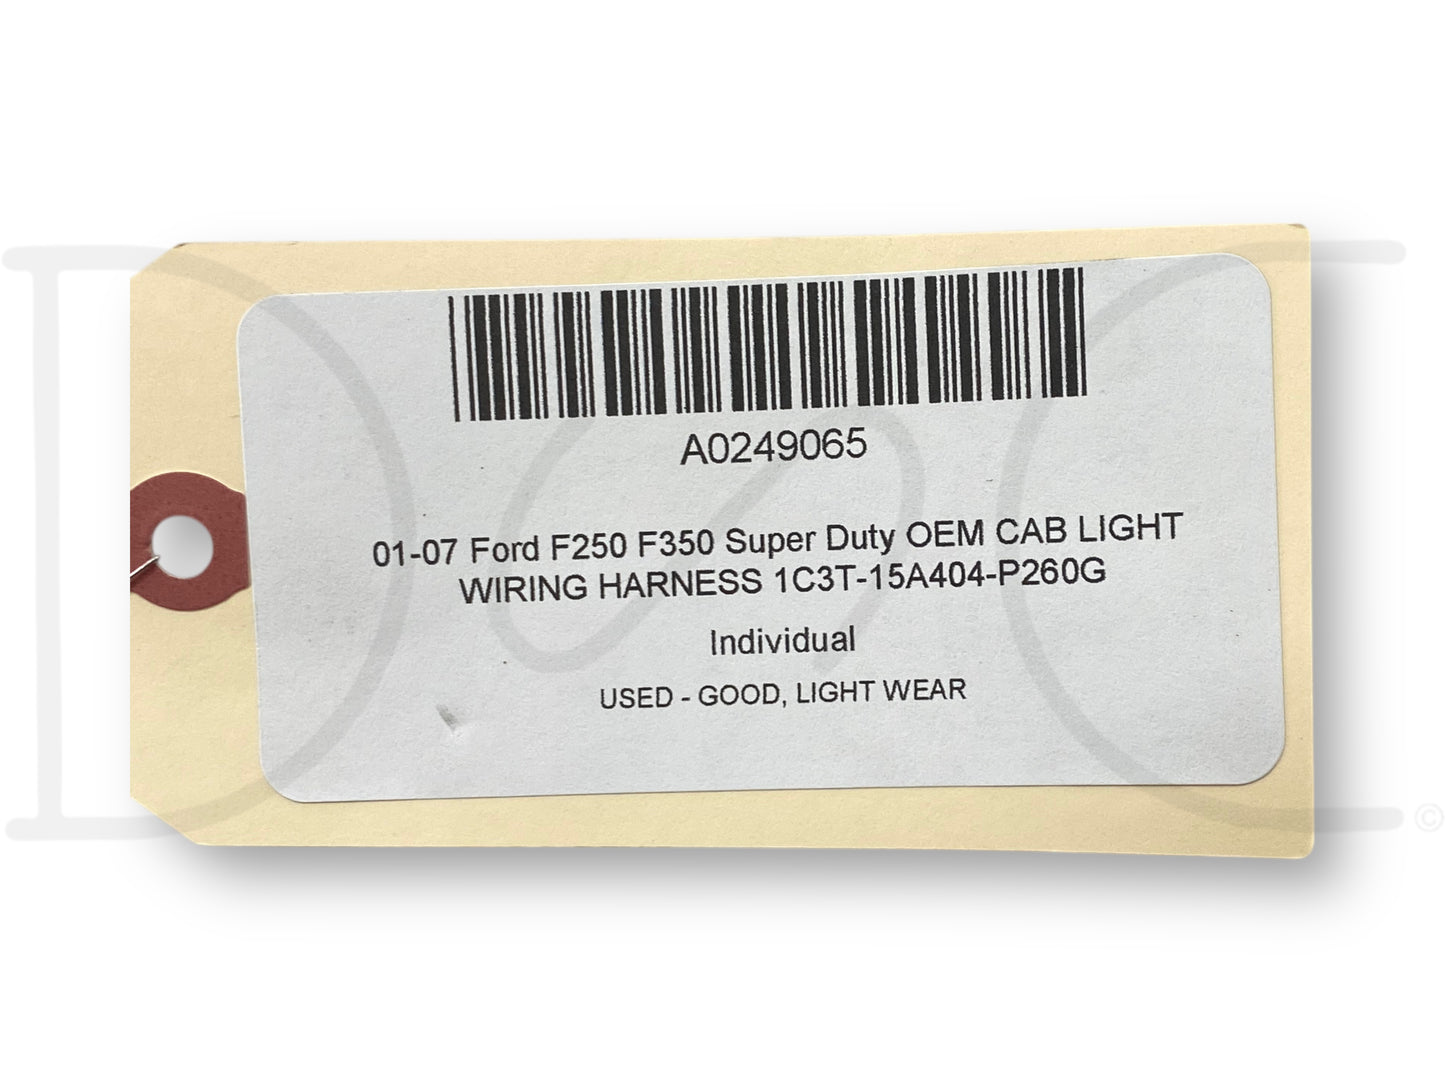 A0249065
01-07 Ford F250 F350 Super Duty OEM CAB LIGHT
WIRING HARNESS 1C3T-15A404-P260G
Individual
USED - GOOD, LIGHT WEAR
©